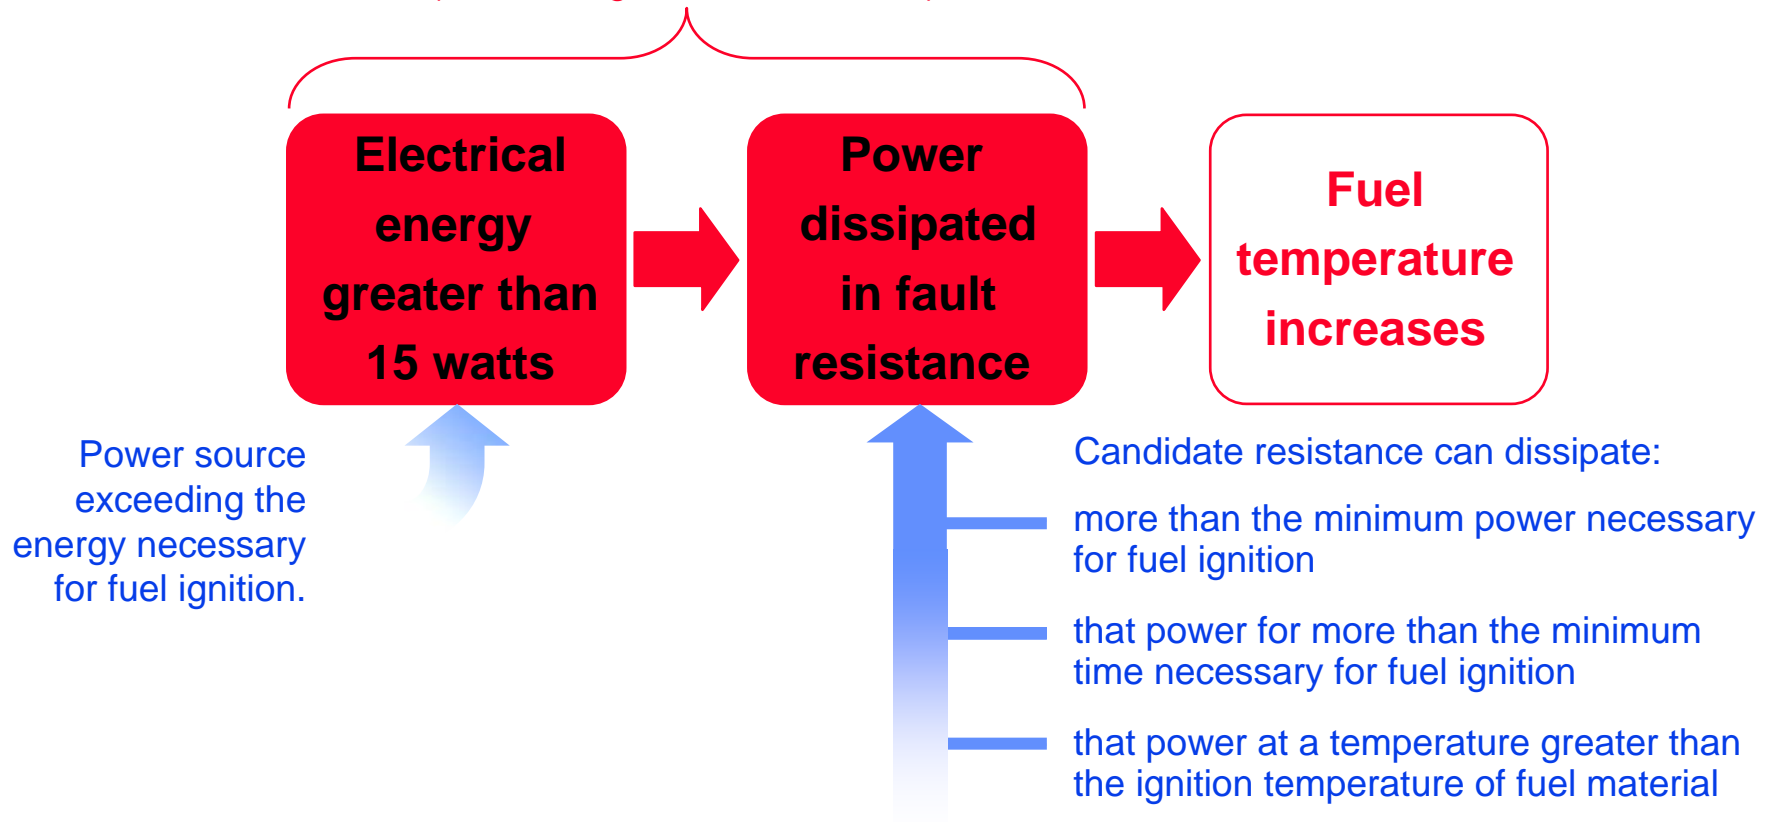 Electrical
energy
greater than
15 watts
Power
dissipated
in fault
resistance
Fuel
temperature
increases
Power source
exceeding the
energy necessary
for fuel ignition.
Candidate resistance can dissipate:
more than the minimum power necessary
for fuel ignition
that power for more than the minimum
time necessary for fuel ignition
that power at a temperature greater than
the ignition temperature of fuel material